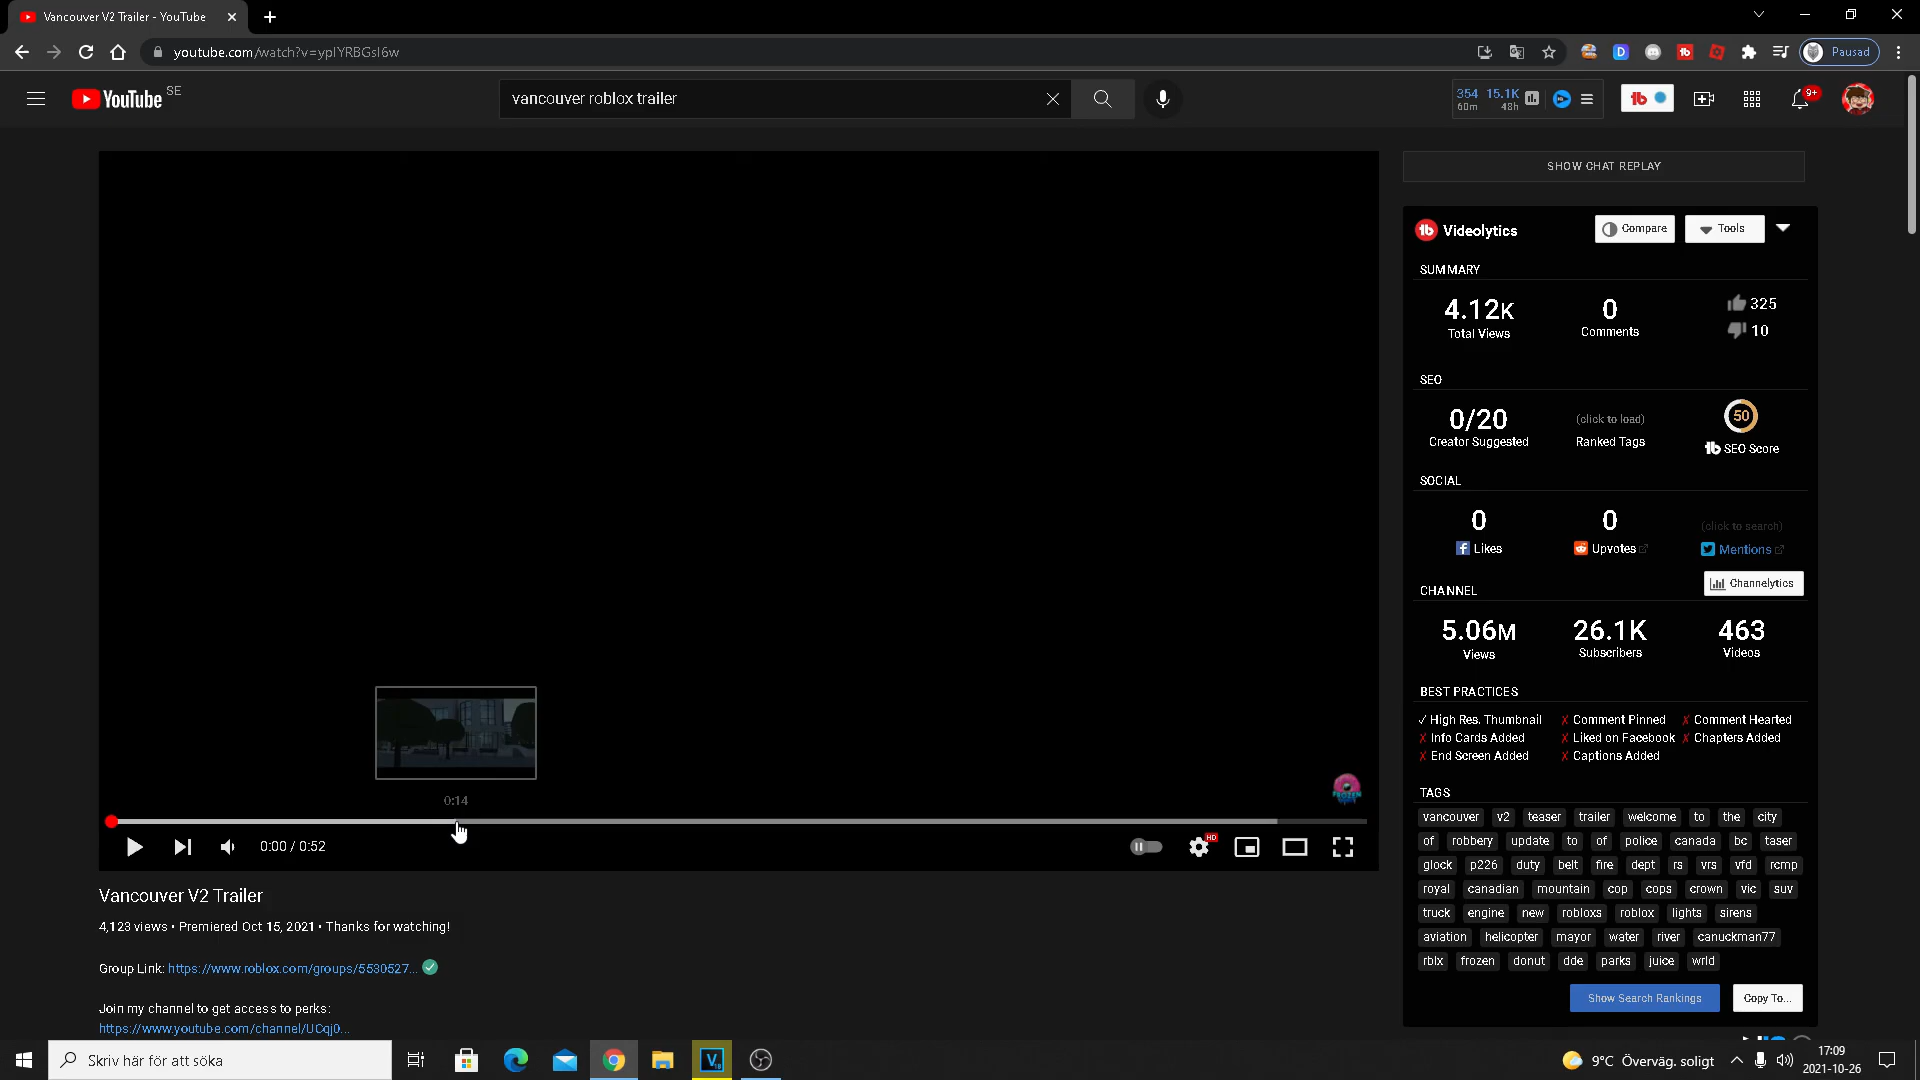 Vancouver V2 Trailer - YouTube
youtube.com/watch?v=yplYRBGsl6w
Pausad
YouTube SE
vancouver roblox trailer
354 60m
15.1K 48h
9+
SHOW CHAT REPLAY
Videolytics
Compare
Tools
SUMMARY
4.12K
Total Views
0
Comments
325
10
SEO
0/20
Creator Suggested
(click to load)
Ranked Tags
50
SEO Score
SOCIAL
0
Likes
0
Upvotes
(click to search)
Mentions
CHANNEL
Channelytics
5.06M
Views
26.1K
Subscribers
463
Videos
BEST PRACTICES
✓ High Res. Thumbnail ✗ Comment Pinned ✗ Comment Hearted
✗ Info Cards Added ✗ Liked on Facebook ✗ Chapters Added
✗ End Screen Added ✗ Captions Added
TAGS
vancouver v2 teaser trailer welcome to the city
of robbery update to of police canada bc taser
glock p226 duty belt fire dept rs vrs vfd rcmp
royal canadian mountain cop cops crown vic suv
truck engine new robloxs roblox lights sirens
aviation helicopter mayor water river canuckman77
rblx frozen donut dde parks juice wrld
Show Search Rankings
Copy To...
0:14
0:00 / 0:52
HD
Vancouver V2 Trailer
4,123 views • Premiered Oct 15, 2021 • Thanks for watching!
Group Link: https://www.roblox.com/groups/5530527...
Join my channel to get access to perks:
https://www.youtube.com/channel/UCqj0...
Skriv här för att söka
9°C Överväg. soligt
17:09
2021-10-26